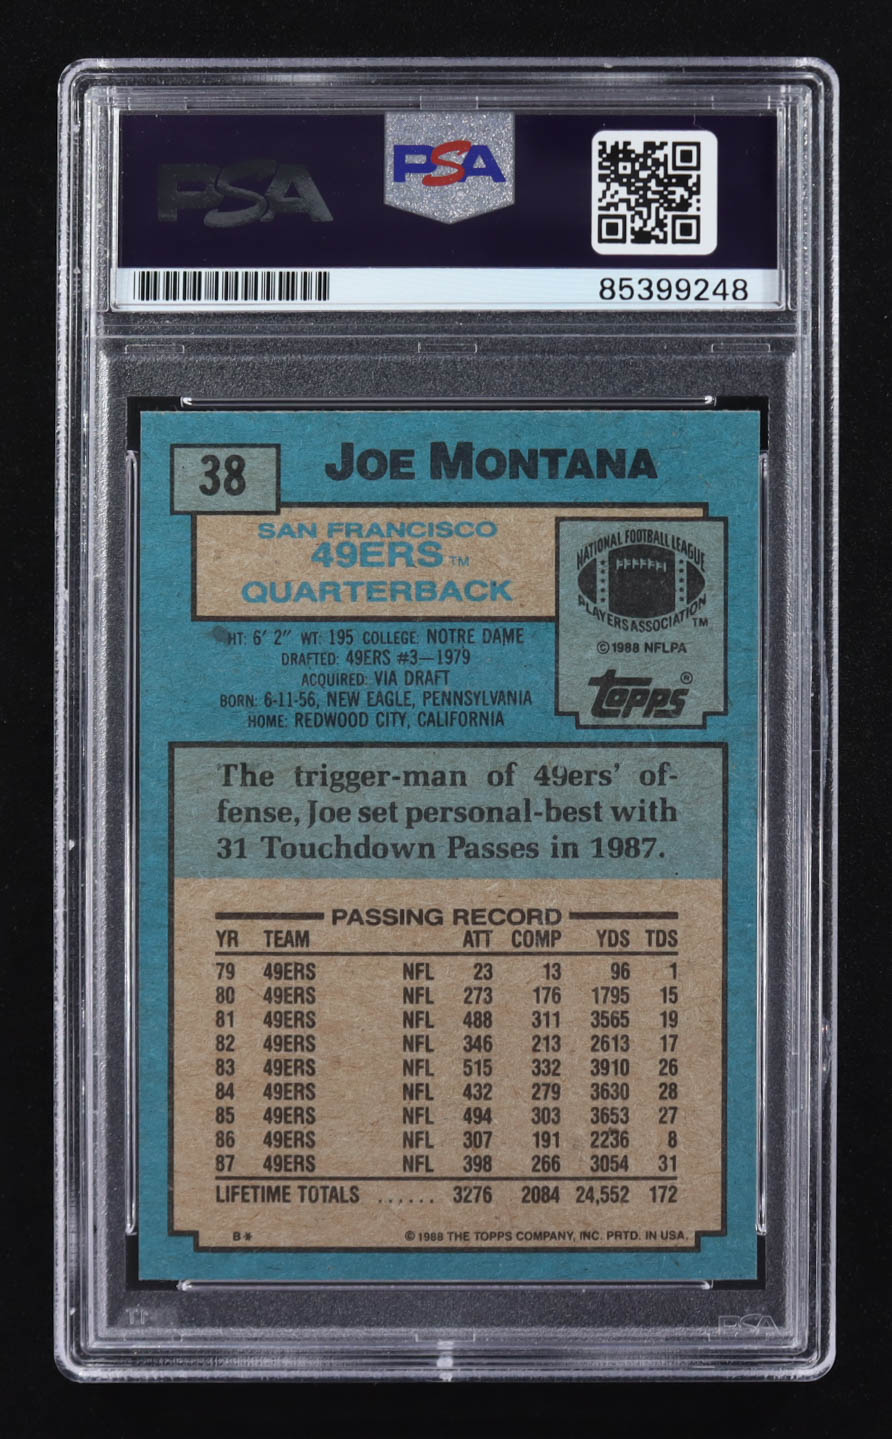 PSA
PSA
85399248
38
JOE MONTANA
SAN FRANCISCO
49ERS TM
QUARTERBACK
NATIONAL FOOTBALL LEAGUE
PLAYERS ASSOCIATION TM
© 1988 NFLPA
topps®
HT: 6' 2" WT: 195 COLLEGE: NOTRE DAME
DRAFTED: 49ERS #3—1979
ACQUIRED: VIA DRAFT
BORN: 6-11-56, NEW EAGLE, PENNSYLVANIA
HOME: REDWOOD CITY, CALIFORNIA
The trigger-man of 49ers' of-
fense, Joe set personal-best with
31 Touchdown Passes in 1987.
PASSING RECORD
YR TEAM ATT COMP YDS TDS
79 49ERS NFL 23 13 96 1
80 49ERS NFL 273 176 1795 15
81 49ERS NFL 488 311 3565 19
82 49ERS NFL 346 213 2613 17
83 49ERS NFL 515 332 3910 26
84 49ERS NFL 432 279 3630 28
85 49ERS NFL 494 303 3653 27
86 49ERS NFL 307 191 2236 8
87 49ERS NFL 398 266 3054 31
LIFETIME TOTALS ...... 3276 2084 24,552 172
B* © 1988 THE TOPPS COMPANY, INC. PRTD. IN USA.
PSA